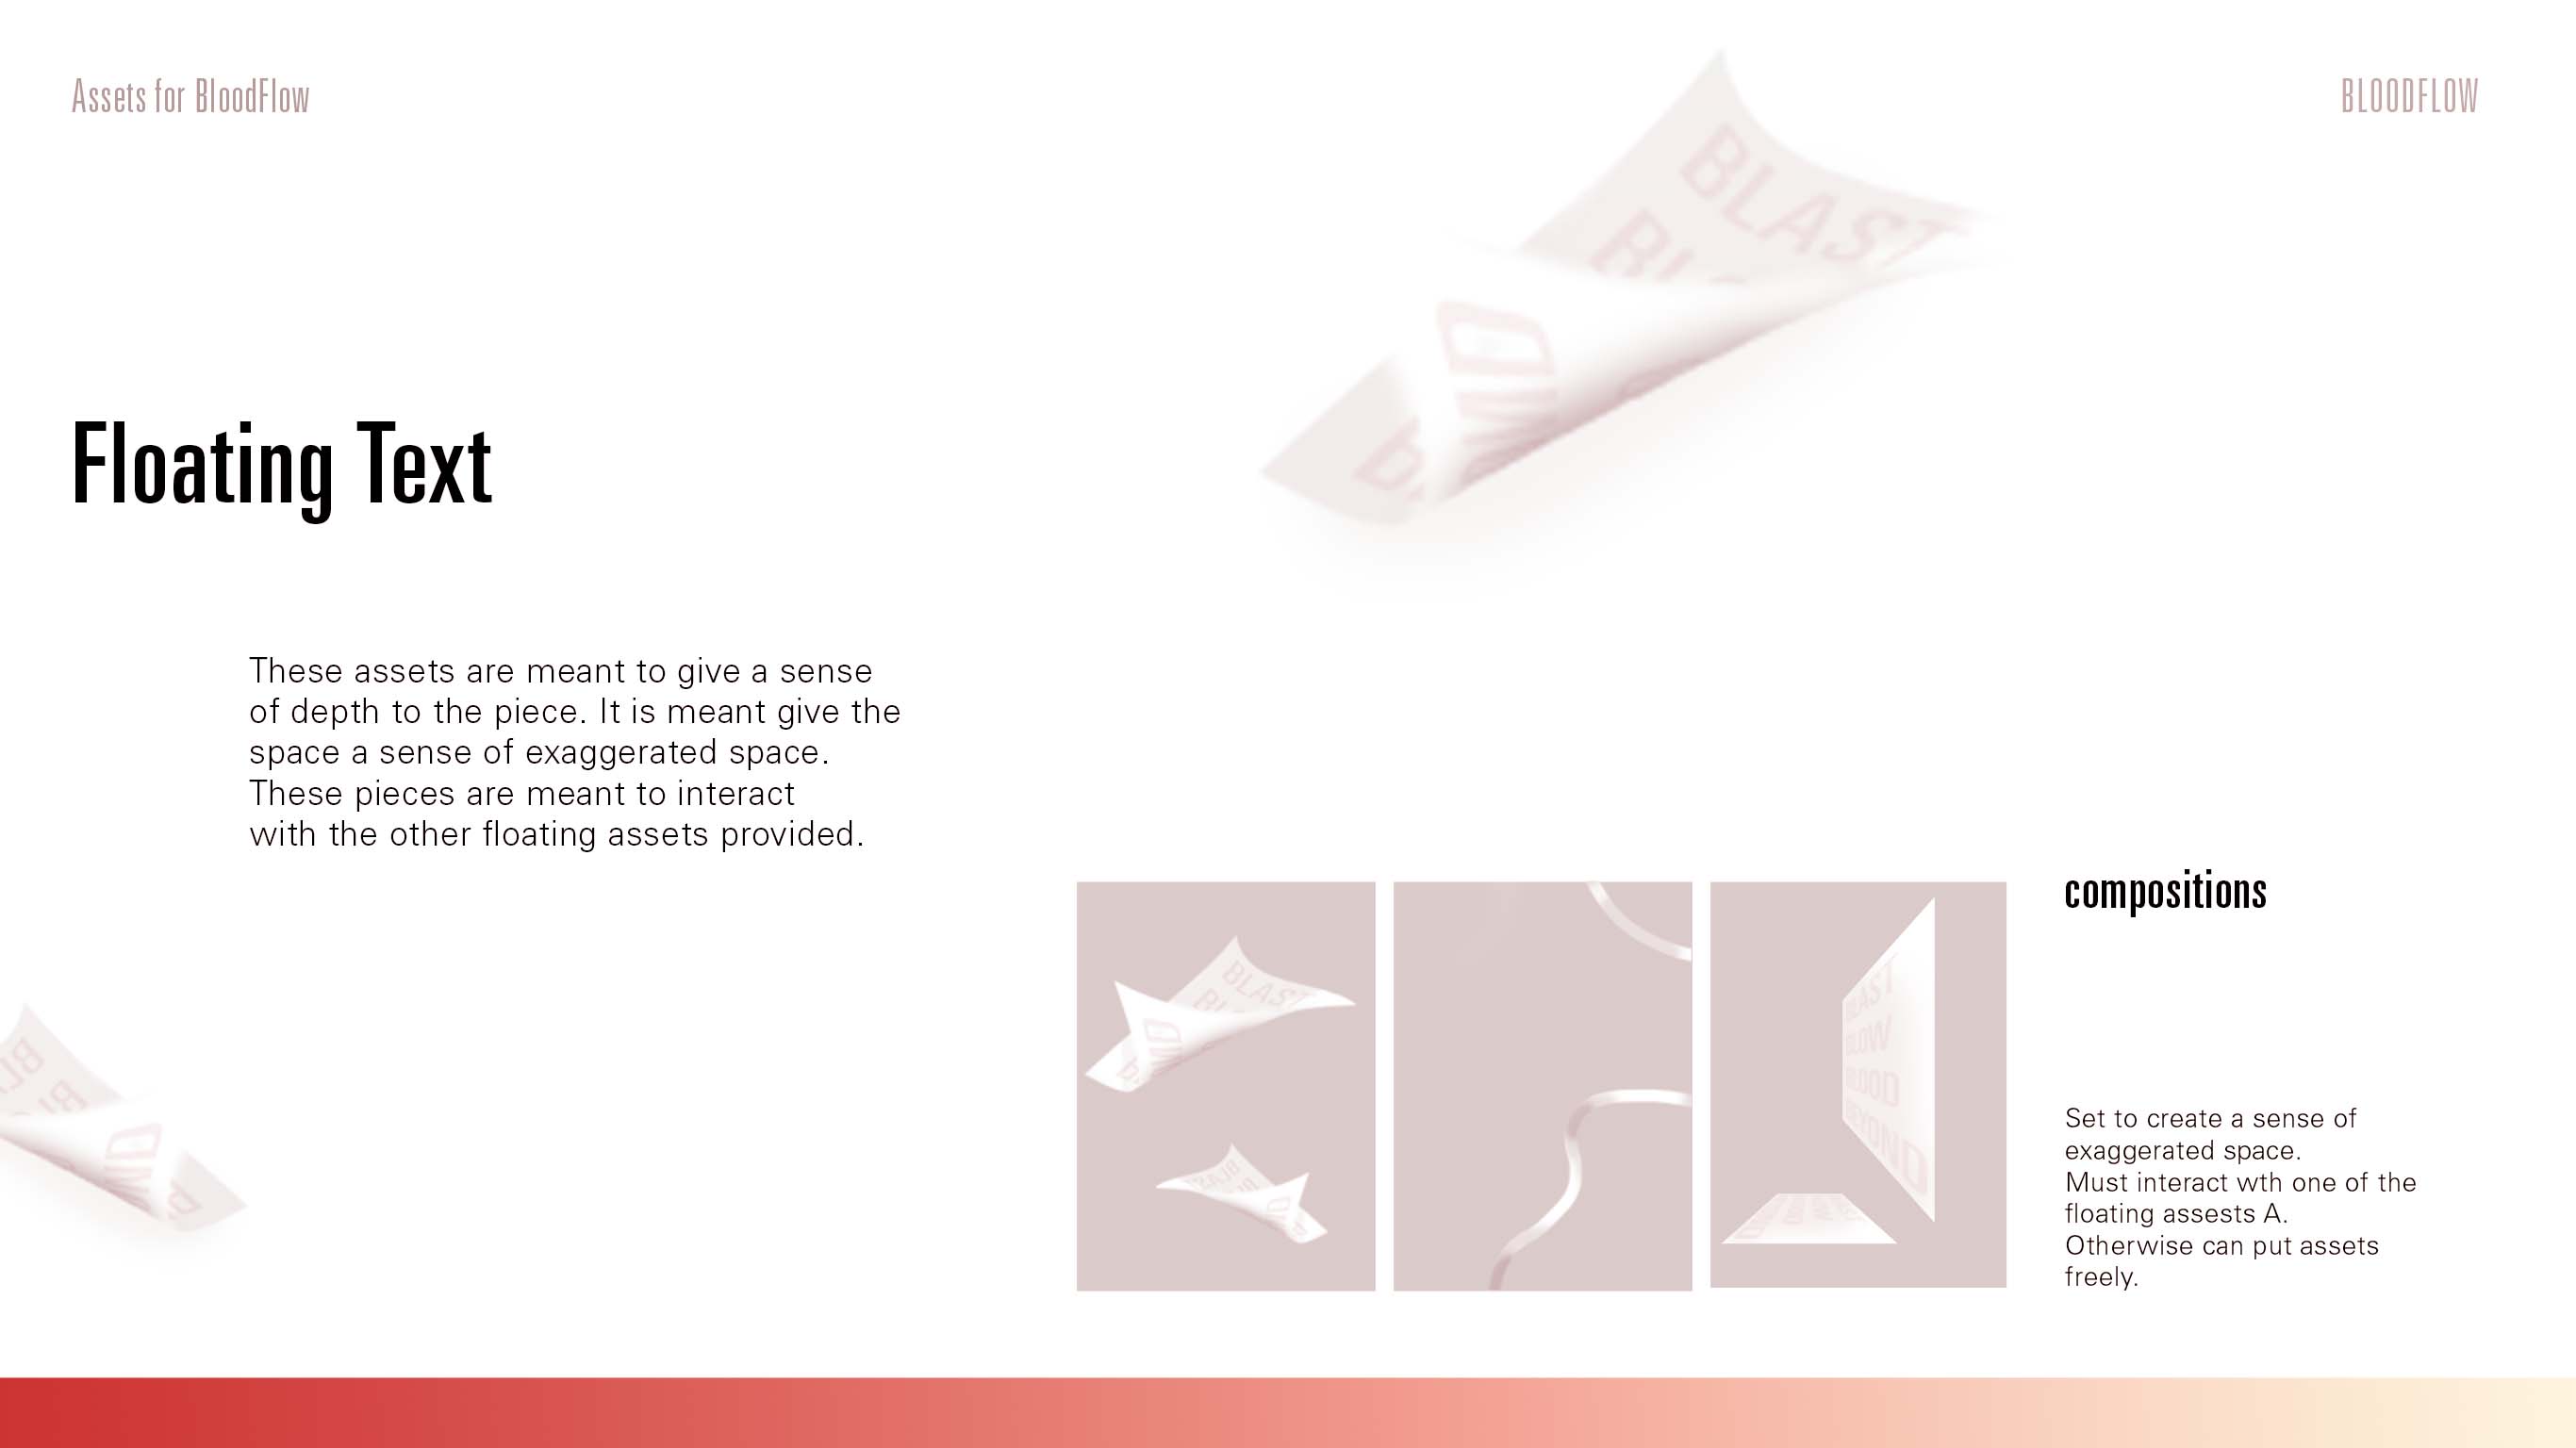 Assets for BloodFlow
BLOODFLOW
BLAST
Floating Text
These assets are meant to give a sense
of depth to the piece. It is meant give the
space a sense of exaggerated space.
These pieces are meant to interact
with the other floating assets provided.
compositions
BLAST
BLAST
BLOW
BLOOD
BEYOND
Set to create a sense of
exaggerated space.
Must interact wth one of the
floating assests A.
Otherwise can put assets
freely.